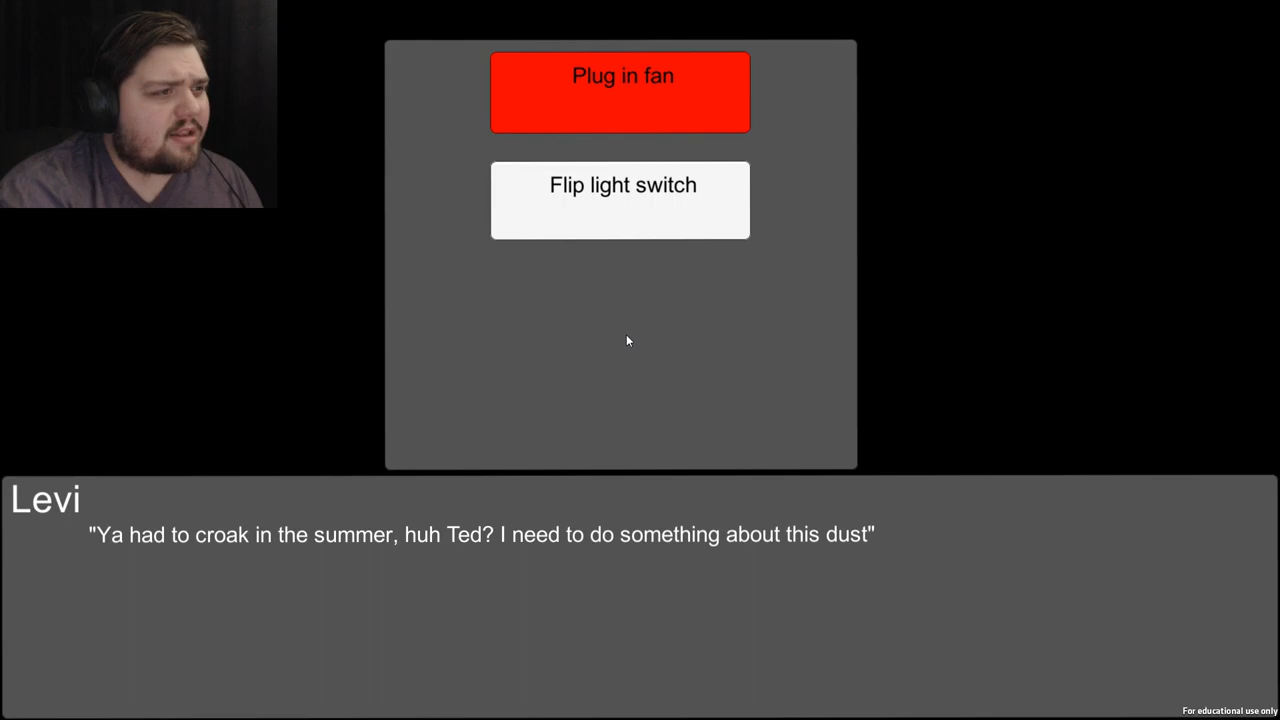 Plug in fan
Flip light switch
Levi
"Ya had to croak in the summer, huh Ted? I need to do something about this dust"
For educational use only